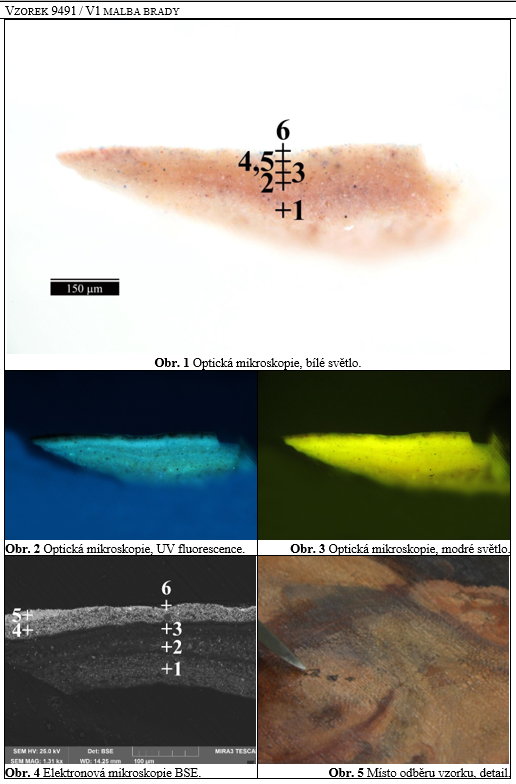 VZOREK 9491 / V1 MALBA BRADY
6
4,5
3
2
1
150 µm
Obr. 1 Optická mikroskopie, bílé světlo.
Obr. 2 Optická mikroskopie, UV fluorescence.
Obr. 3 Optická mikroskopie, modré světlo.
6
5
4
3
2
1
SEM HV: 25.0 kV Det: BSE MIRA3 TESCA
SEM MAG: 1.31 kx WD: 14.25 mm 100 µm
Obr. 4 Elektronová mikroskopie BSE.
Obr. 5 Místo odběru vzorku, detail